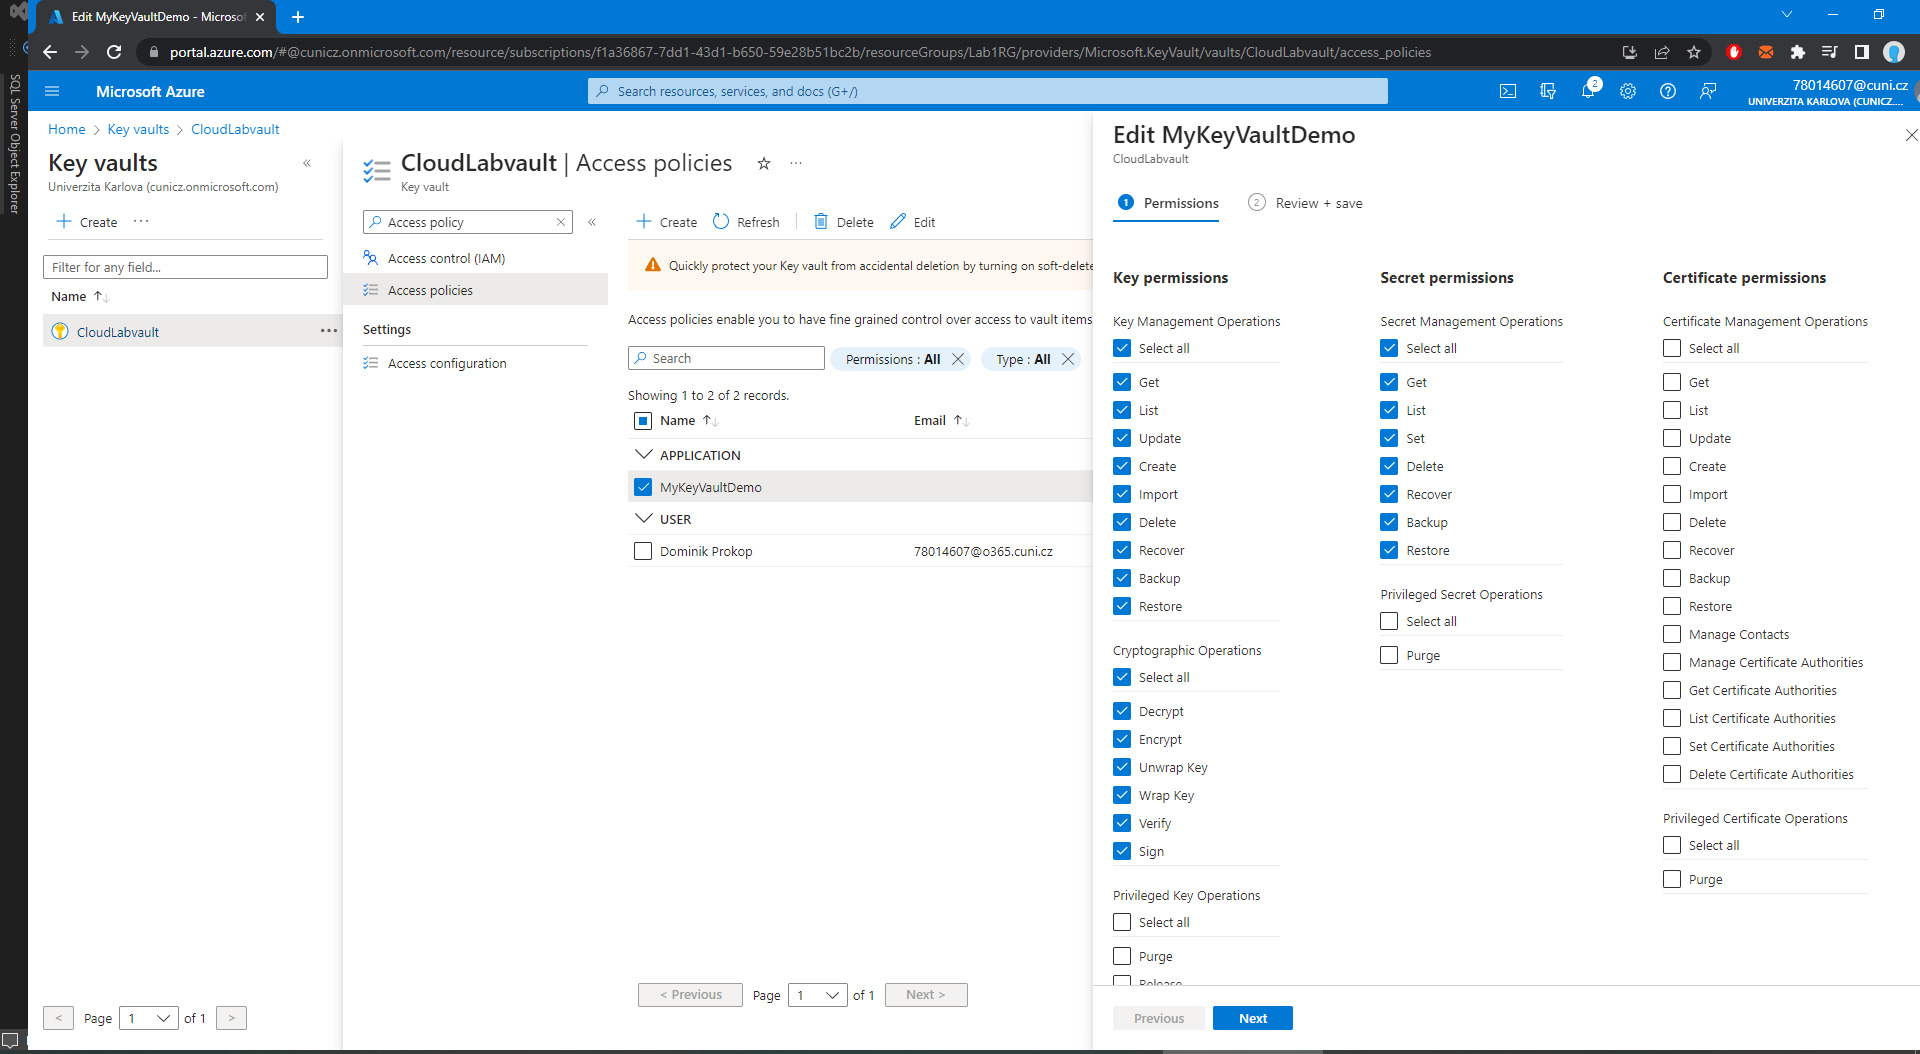 Edit MyKeyVaultDemo - Microsof
portal.azure.com/#@cunicz.onmicrosoft.com/resource/subscriptions/f1a36867-7dd1-43d1-b650-59e28b51bc2b/resourceGroups/Lab1RG/providers/Microsoft.KeyVault/vaults/CloudLabvault/access_policies
SQL Server Object Explorer
Microsoft Azure
Search resources, services, and docs (G+/)
2
78014607@cuni.cz
UNIVERZITA KARLOVA (CUNICZ....
Home > Key vaults > CloudLabvault
Key vaults
Univerzita Karlova (cunicz.onmicrosoft.com)
Create
Filter for any field...
Name
CloudLabvault
< Page 1 of 1 >
CloudLabvault | Access policies
Key vault
Access policy
Access control (IAM)
Access policies
Settings
Access configuration
Create Refresh Delete Edit
Quickly protect your Key vault from accidental deletion by turning on soft-delete
Access policies enable you to have fine grained control over access to vault items
Search Permissions : All Type : All
Showing 1 to 2 of 2 records.
Name Email
APPLICATION
MyKeyVaultDemo
USER
Dominik Prokop 78014607@o365.cuni.cz
< Previous Page 1 of 1 Next >
Edit MyKeyVaultDemo
CloudLabvault
1 Permissions 2 Review + save
Key permissions
Key Management Operations
Select all
Get
List
Update
Create
Import
Delete
Recover
Backup
Restore
Cryptographic Operations
Select all
Decrypt
Encrypt
Unwrap Key
Wrap Key
Verify
Sign
Privileged Key Operations
Select all
Purge
Release
Secret permissions
Secret Management Operations
Select all
Get
List
Set
Delete
Recover
Backup
Restore
Privileged Secret Operations
Select all
Purge
Certificate permissions
Certificate Management Operations
Select all
Get
List
Update
Create
Import
Delete
Recover
Backup
Restore
Manage Contacts
Manage Certificate Authorities
Get Certificate Authorities
List Certificate Authorities
Set Certificate Authorities
Delete Certificate Authorities
Privileged Certificate Operations
Select all
Purge
Previous Next